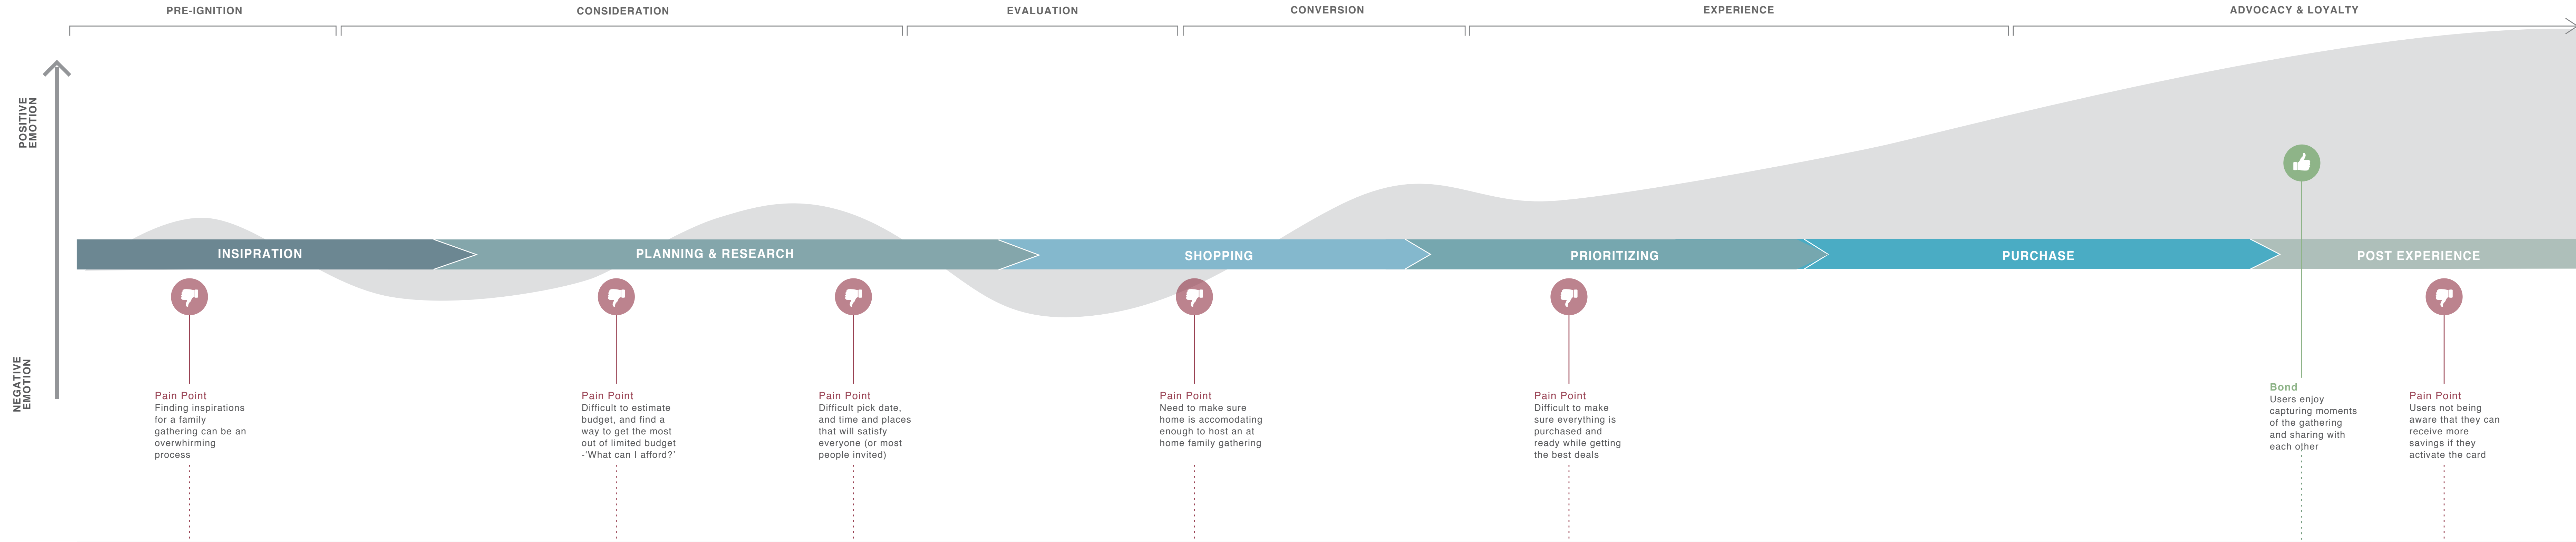 PRE-IGNITION
CONSIDERATION
EVALUATION
CONVERSION
EXPERIENCE
ADVOCACY & LOYALTY
POSITIVE
EMOTION
NEGATIVE
EMOTION
INSIPRATION
PLANNING & RESEARCH
SHOPPING
PRIORITIZING
PURCHASE
POST EXPERIENCE
Pain Point
Finding inspirations
for a family
gathering can be an
overwhirming
process
Pain Point
Difficult to estimate
budget, and find a
way to get the most
out of limited budget
-‘What can I afford?’
Pain Point
Difficult pick date,
and time and places
that will satisfy
everyone (or most
people invited)
Pain Point
Need to make sure
home is accomodating
enough to host an at
home family gathering
Pain Point
Difficult to make
sure everything is
purchased and
ready while getting
the best deals
Bond
Users enjoy
capturing moments
of the gathering
and sharing with
each other
Pain Point
Users not being
aware that they can
receive more
savings if they
activate the card